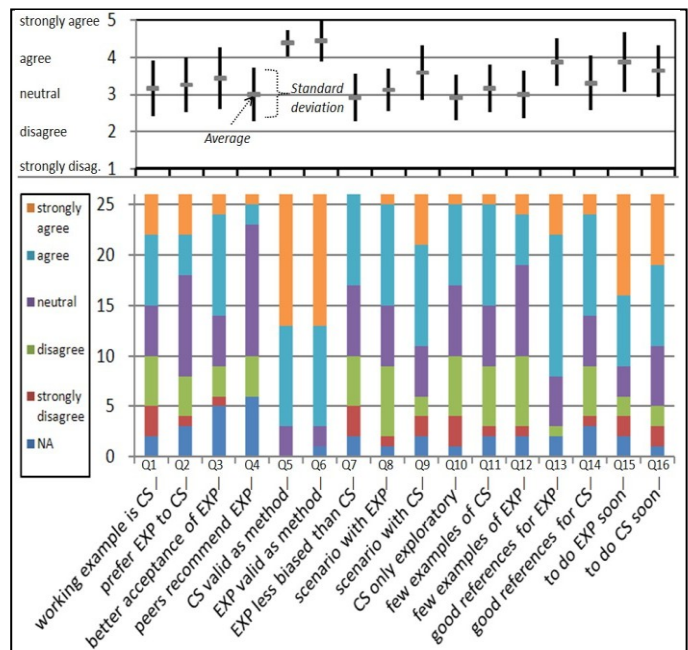 strongly agree 5
agree 4
neutral 3
disagree 2
strongly disag. 1
Standard
deviation
Average
25
20
15
10
5
0
strongly
agree
agree
neutral
disagree
strongly
disagree
NA
Q1 Q2 Q3 Q4 Q5 Q6 Q7 Q8 Q9 Q10 Q11 Q12 Q13 Q14 Q15 Q16
working example is CS
prefer EXP to CS
better acceptance of EXP
peers recommend EXP
CS valid as method
EXP valid as method
EXP less biased than CS
scenario with EXP
scenario with CS
CS only exploratory
few examples of CS
few examples of EXP
good references for EXP
good references for CS
to do EXP soon
to do CS soon